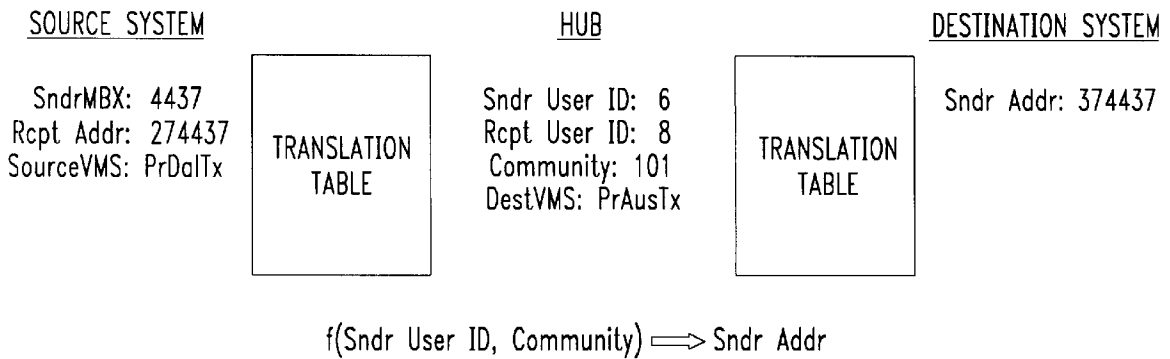 SOURCE SYSTEM
SndrMBX: 4437
Rcpt Addr: 274437
SourceVMS: PrDalTx
TRANSLATION
TABLE
HUB
Sndr User ID: 6
Rcpt User ID: 8
Community: 101
DestVMS: PrAusTx
TRANSLATION
TABLE
DESTINATION SYSTEM
Sndr Addr: 374437
f(Sndr User ID, Community) ⟹ Sndr Addr